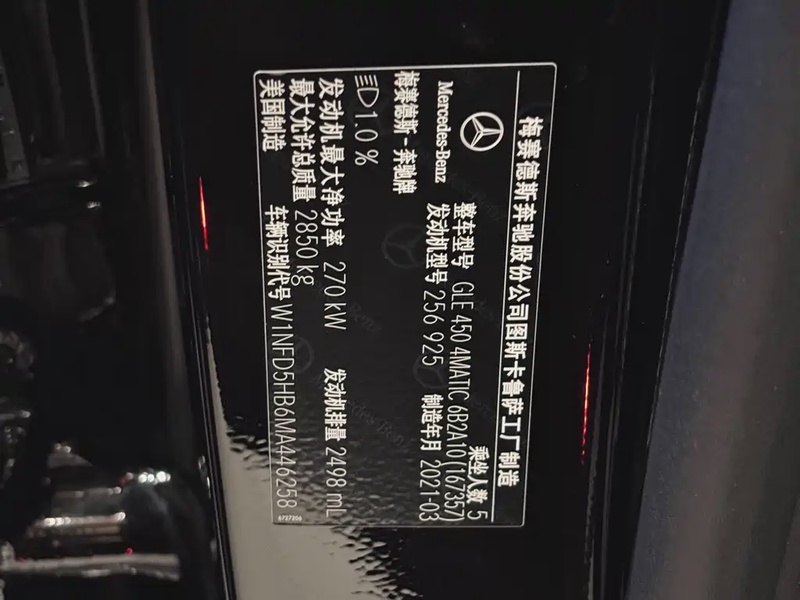 梅赛德斯奔驰股份公司图斯卡鲁萨工厂制造
Mercedes-Benz
整车型号 GLE 450 4MATIC 6B2A10(167357)
乘坐人数 5
发动机型号 256 925
制造年月 2021-03
梅赛德斯-奔驰牌
1.0 %
发动机最大净功率 270 kW
发动机排量 2498 mL
最大允许总质量 2850 kg
美国制造
车辆识别代号 W1NFD5HB6MA446258